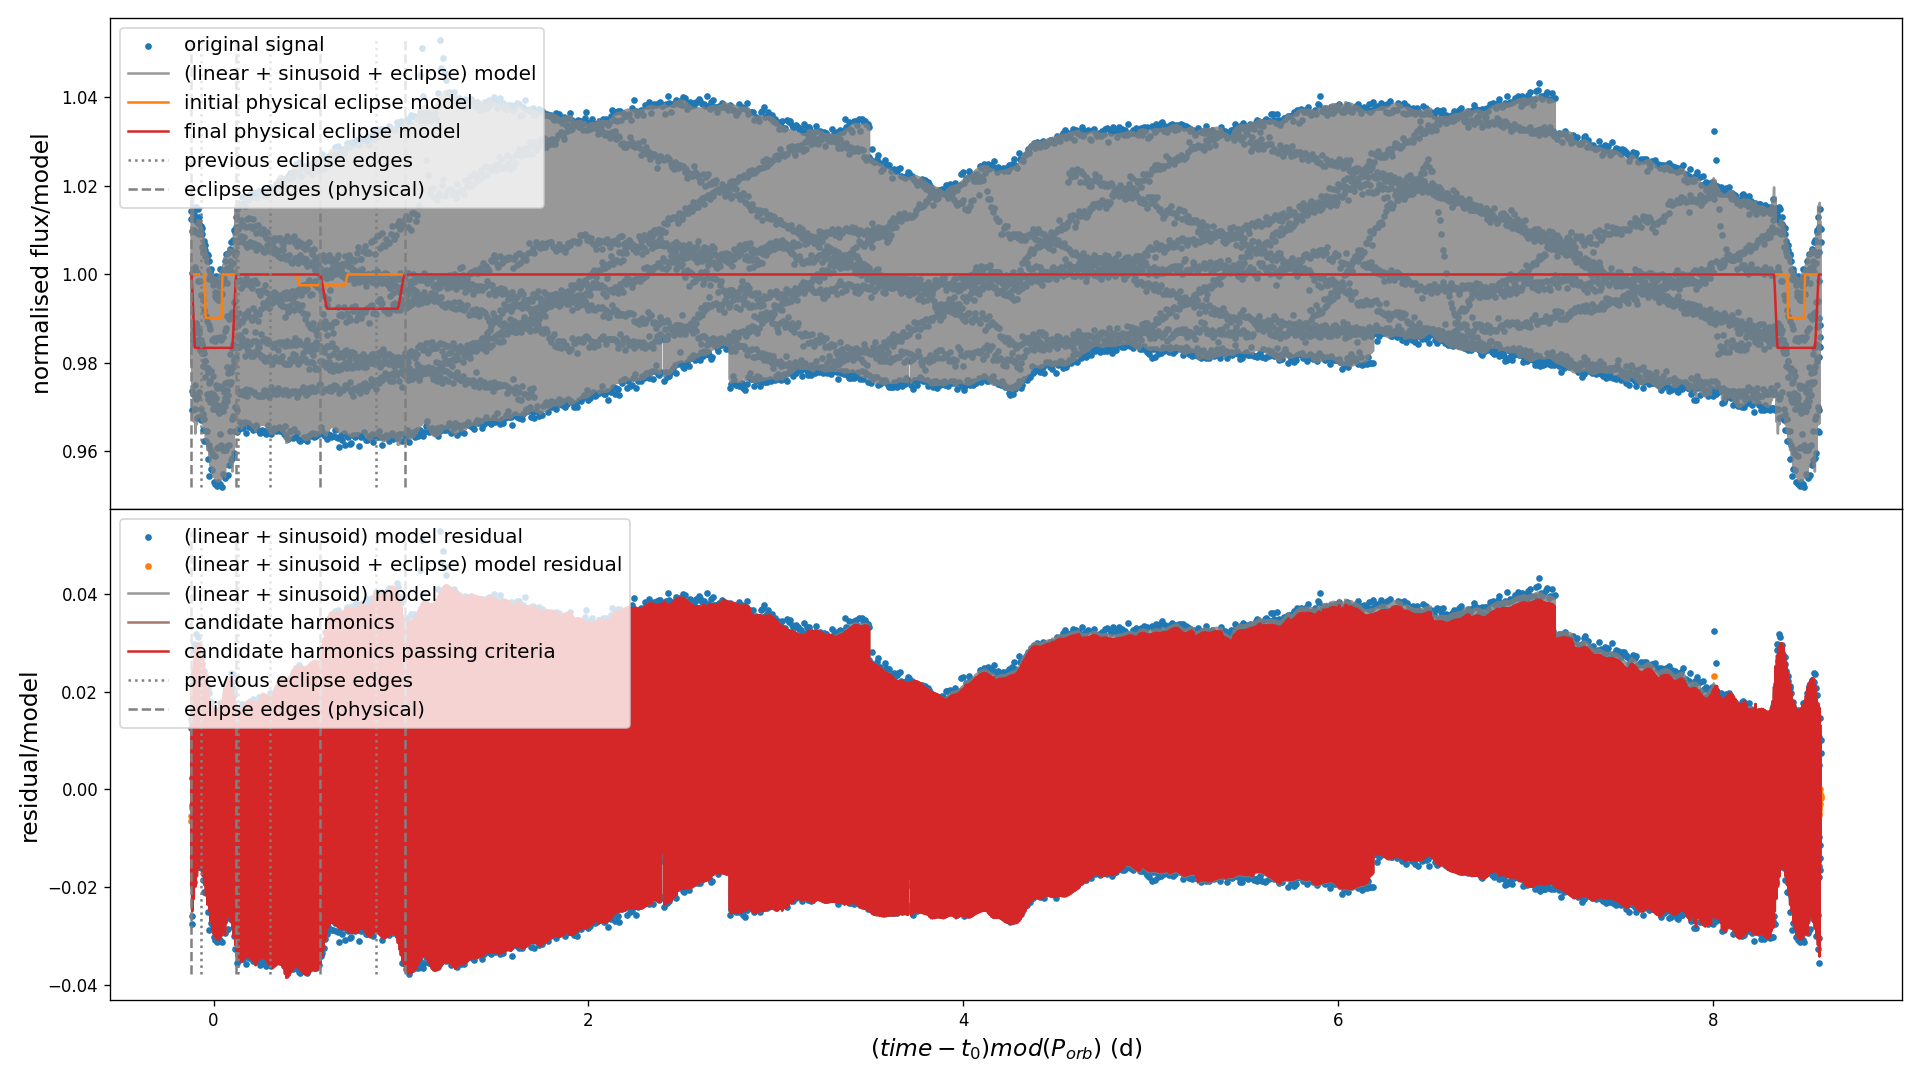 original signal
(linear + sinusoid + eclipse) model
initial physical eclipse model
final physical eclipse model
previous eclipse edges
eclipse edges (physical)
1.04
1.02
1.00
0.98
0.96
normalised flux/model
(linear + sinusoid) model residual
(linear + sinusoid + eclipse) model residual
(linear + sinusoid) model
candidate harmonics
candidate harmonics passing criteria
previous eclipse edges
eclipse edges (physical)
0.04
0.02
0.00
−0.02
−0.04
residual/model
0 2 4 6 8
(time − t₀)mod(Pₒᵣb) (d)